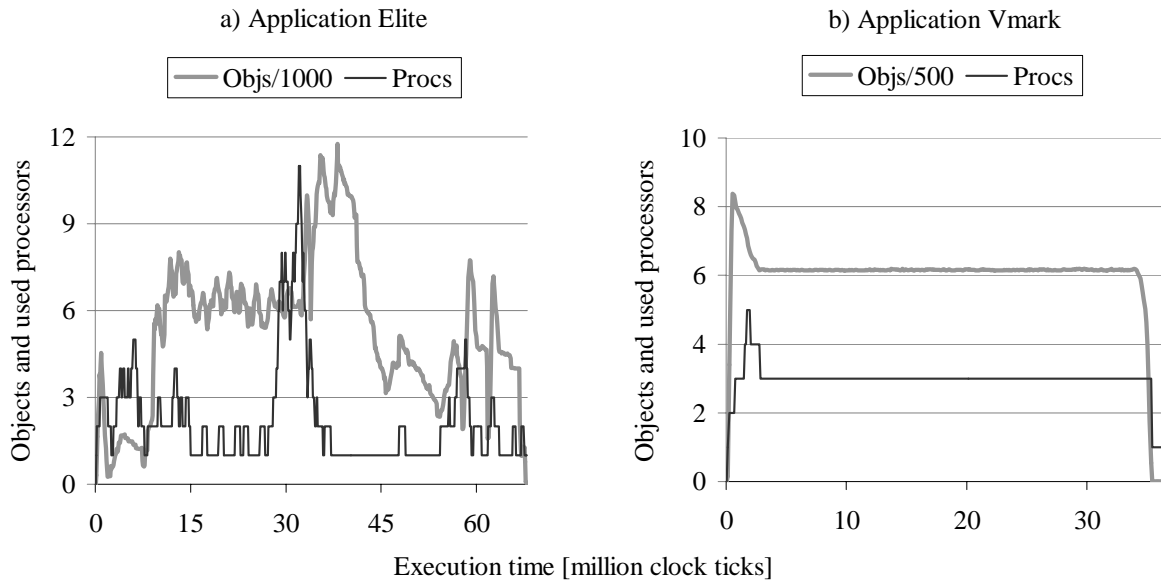 a) Application Elite
Objs/1000 Procs
Objects and used processors
12
9
6
3
0
0 15 30 45 60
b) Application Vmark
Objs/500 Procs
Objects and used processors
10
8
6
4
2
0
0 10 20 30
Execution time [million clock ticks]